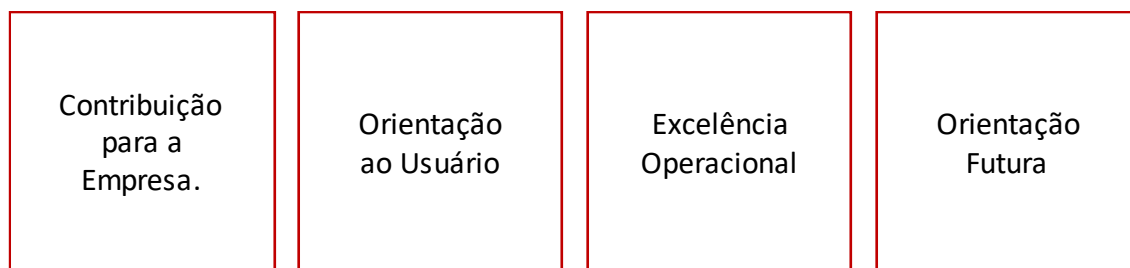 Contribuição
para a
Empresa.
Orientação
ao Usuário
Excelência
Operacional
Orientação
Futura